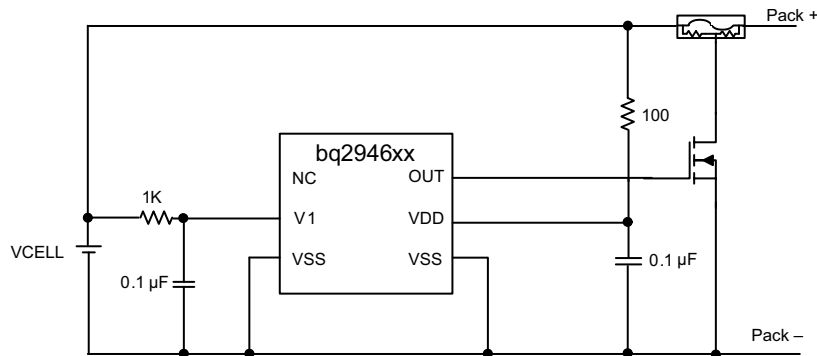 Pack +
100
bq2946xx
NC
OUT
1K
V1
VDD
VCELL
VSS
VSS
0.1 µF
0.1 µF
Pack –